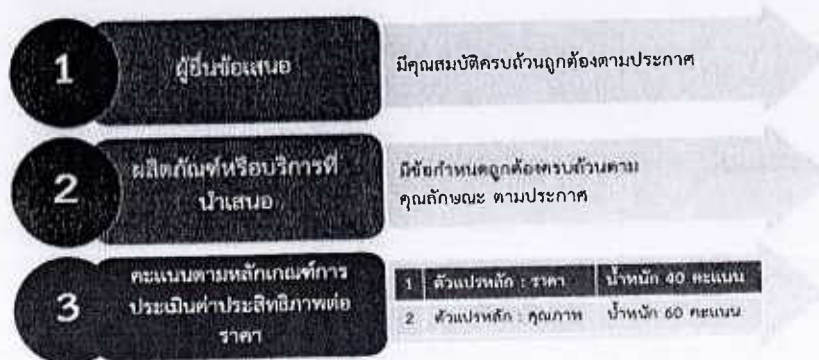 1
ผู้ยื่นข้อเสนอ
มีคุณสมบัติครบถ้วนถูกต้องตามประกาศ
2
ผลิตภัณฑ์หรือบริการที่
นำเสนอ
มีข้อกำหนดถูกต้องครบถ้วนตาม
คุณลักษณะ ตามประกาศ
3
คะแนนตามหลักเกณฑ์การ
ประเมินค่าประสิทธิภาพต่อ
ราคา
1 ตัวแปรหลัก : ราคา น้ำหนัก 40 คะแนน
2 ตัวแปรหลัก : คุณภาพ น้ำหนัก 60 คะแนน